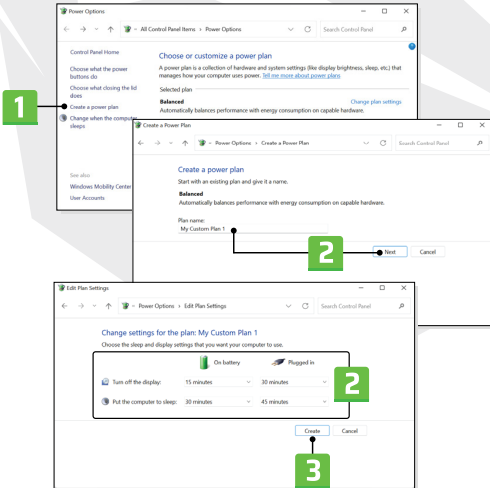 Power Options
All Control Panel Items > Power Options
Search Control Panel
Control Panel Home
Choose what the power
buttons do
Choose what closing the lid
does
Create a power plan
Change when the computer
sleeps
See also
Windows Mobility Center
User Accounts
Choose or customize a power plan
A power plan is a collection of hardware and system settings (like display brightness, sleep, etc.) that
manages how your computer uses power. Tell me more about power plans
Selected plan
Balanced
Change plan settings
Automatically balances performance with energy consumption on capable hardware.
1
Create a Power Plan
Power Options > Create a Power Plan
Search Control Panel
Create a power plan
Start with an existing plan and give it a name.
Balanced
Automatically balances performance with energy consumption on capable hardware.
Plan name:
My Custom Plan 1
2
Next
Cancel
Edit Plan Settings
Power Options > Edit Plan Settings
Search Control Panel
Change settings for the plan: My Custom Plan 1
Choose the sleep and display settings that you want your computer to use.
On battery
Plugged in
Turn off the display:
15 minutes
30 minutes
Put the computer to sleep:
30 minutes
45 minutes
2
Create
Cancel
3